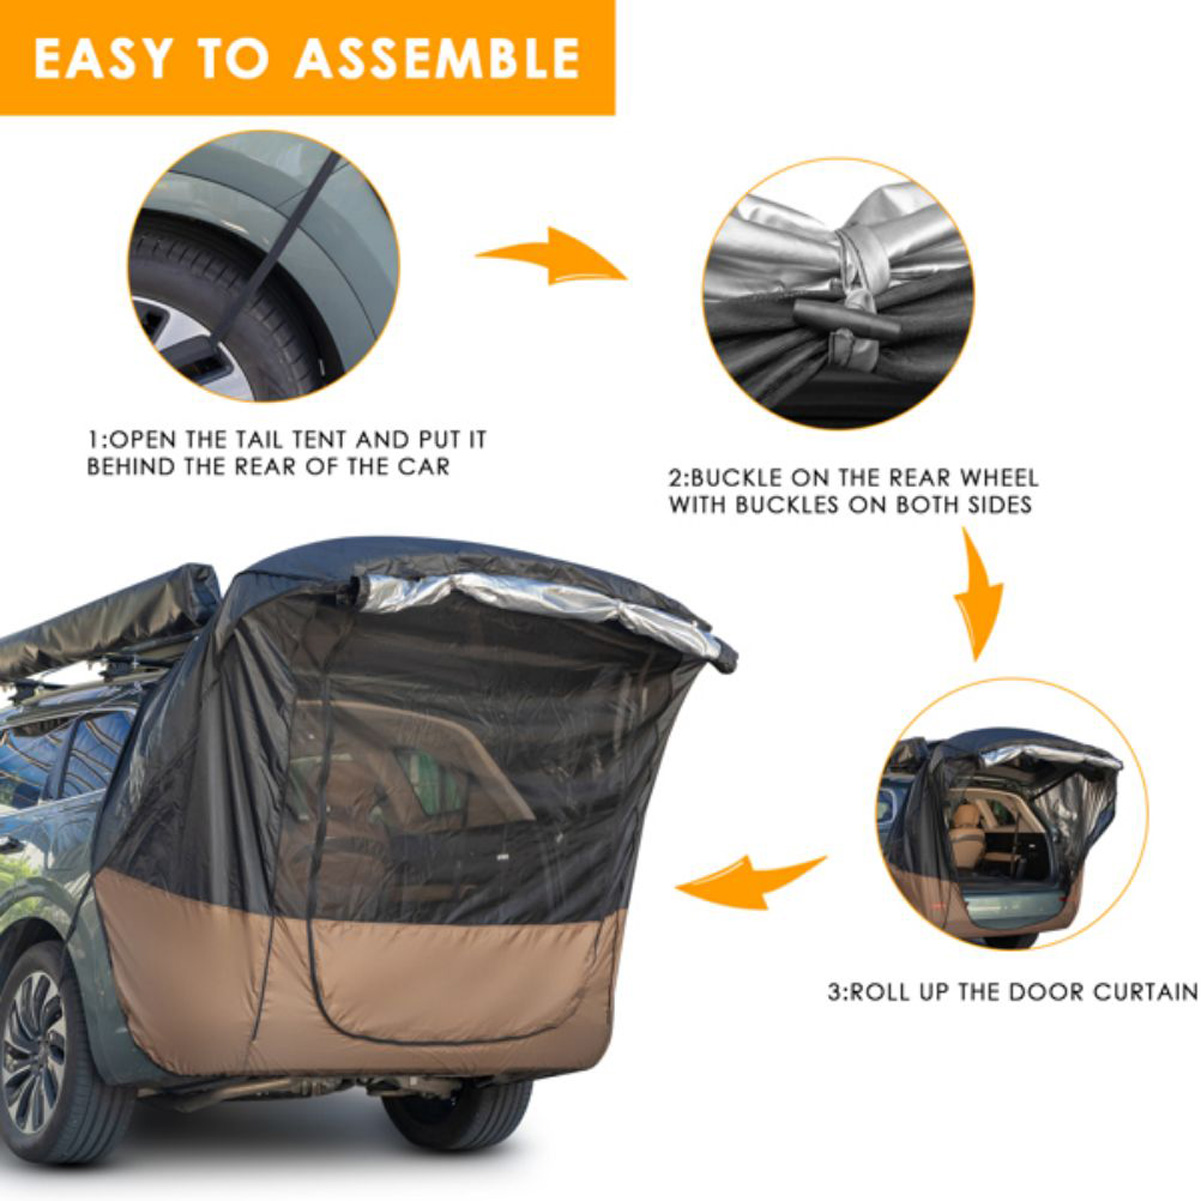 EASY TO ASSEMBLE
1:OPEN THE TAIL TENT AND PUT IT
BEHIND THE REAR OF THE CAR
2:BUCKLE ON THE REAR WHEEL
WITH BUCKLES ON BOTH SIDES
3:ROLL UP THE DOOR CURTAIN